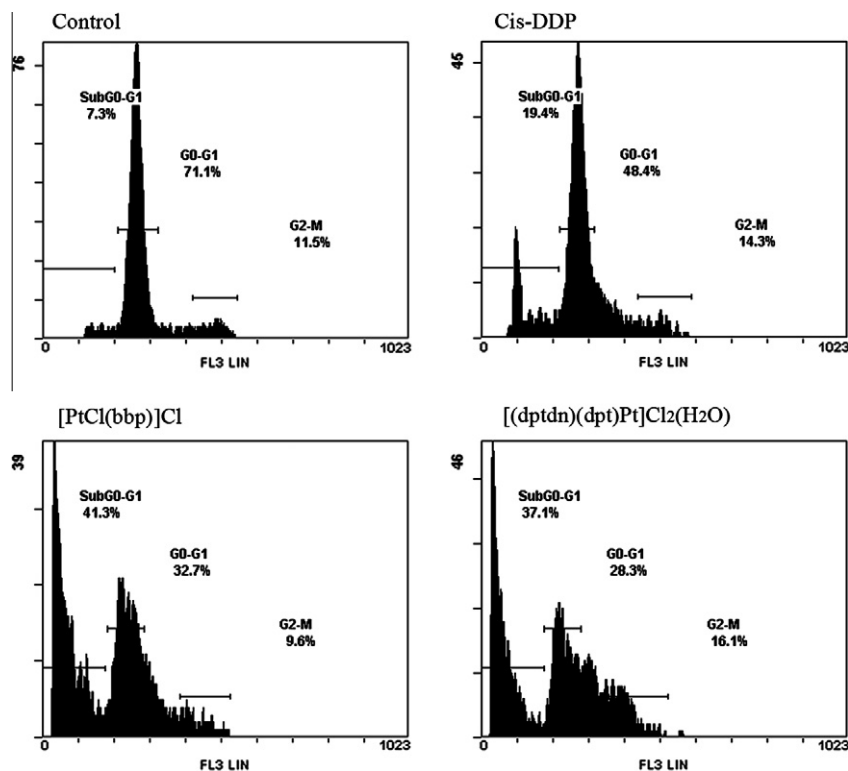 Control
76
SubG0-G1
7.3%
G0-G1
71.1%
G2-M
11.5%
0
1023
FL3 LIN
Cis-DDP
45
SubG0-G1
19.4%
G0-G1
48.4%
G2-M
14.3%
0
1023
FL3 LIN
[PtCl(bbp)]Cl
39
SubG0-G1
41.3%
G0-G1
32.7%
G2-M
9.6%
0
1023
FL3 LIN
[(dptdn)(dpt)Pt]Cl2(H2O)
46
SubG0-G1
37.1%
G0-G1
28.3%
G2-M
16.1%
0
1023
FL3 LIN